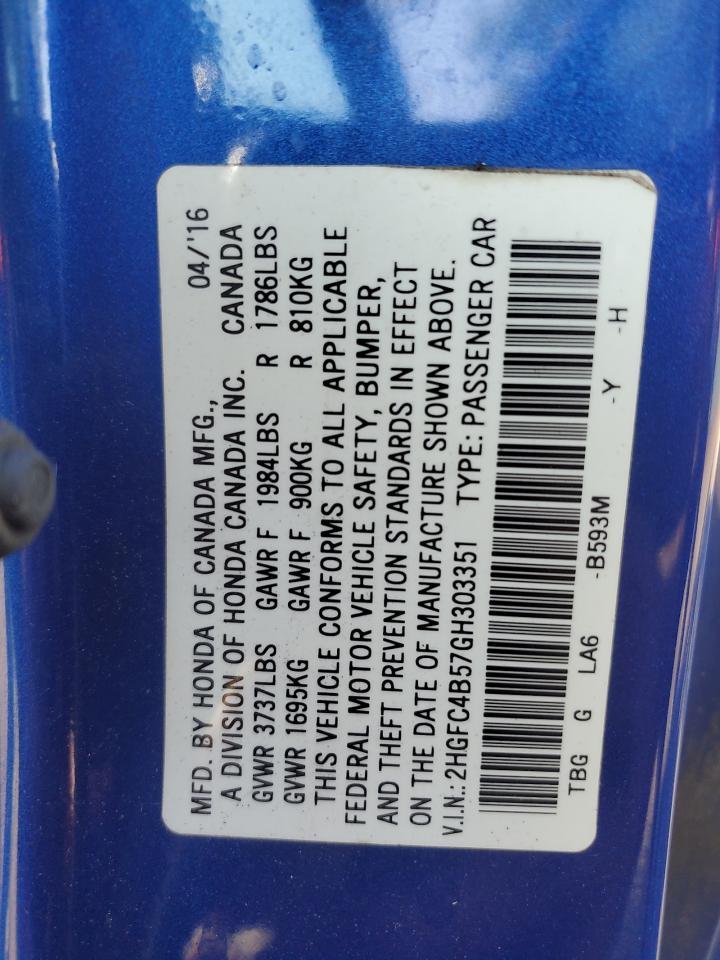 MFD. BY HONDA OF CANADA MFG., 04/'16
A DIVISION OF HONDA CANADA INC. CANADA
GVWR 3737LBS GAWR F 1984LBS R 1786LBS
GVWR 1695KG GAWR F 900KG R 810KG
THIS VEHICLE CONFORMS TO ALL APPLICABLE
FEDERAL MOTOR VEHICLE SAFETY, BUMPER,
AND THEFT PREVENTION STANDARDS IN EFFECT
ON THE DATE OF MANUFACTURE SHOWN ABOVE.
V.I.N.: 2HGFC4B57GH303351 TYPE: PASSENGER CAR
TBG G LA6 -B593M -Y -H